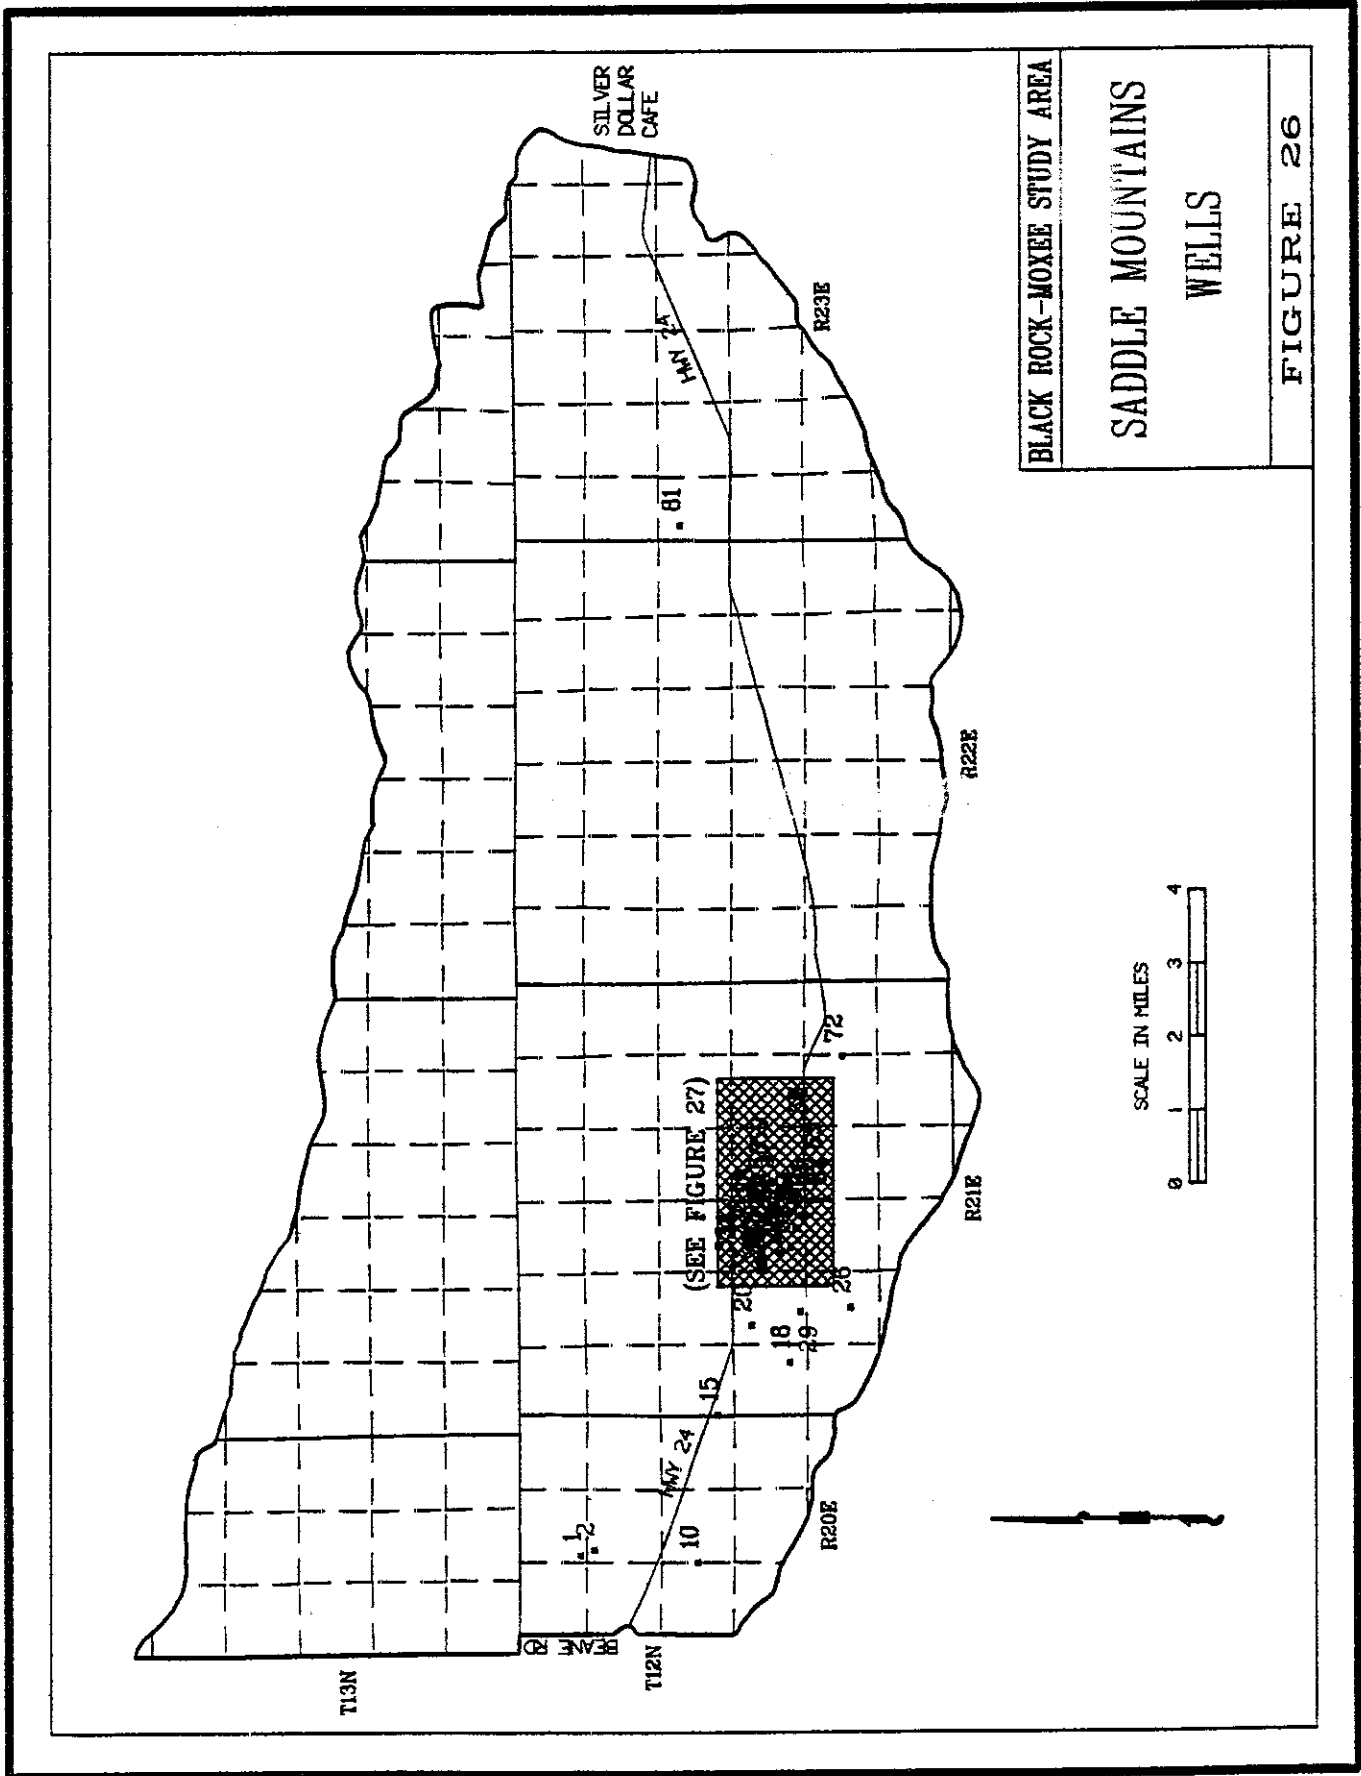 SILVER
DOLLAR
CAFE
HWY 24
81
R23E
R22E
(SEE FIGURE 27)
72
20
18
29
26
15
R21E
HWY 24
1
2
10
R20E
BEANE RD
T13N
T12N
SCALE IN MILES
0 1 2 3 4
BLACK ROCK-MOXEE STUDY AREA
SADDLE MOUNTAINS
WELLS
FIGURE 26